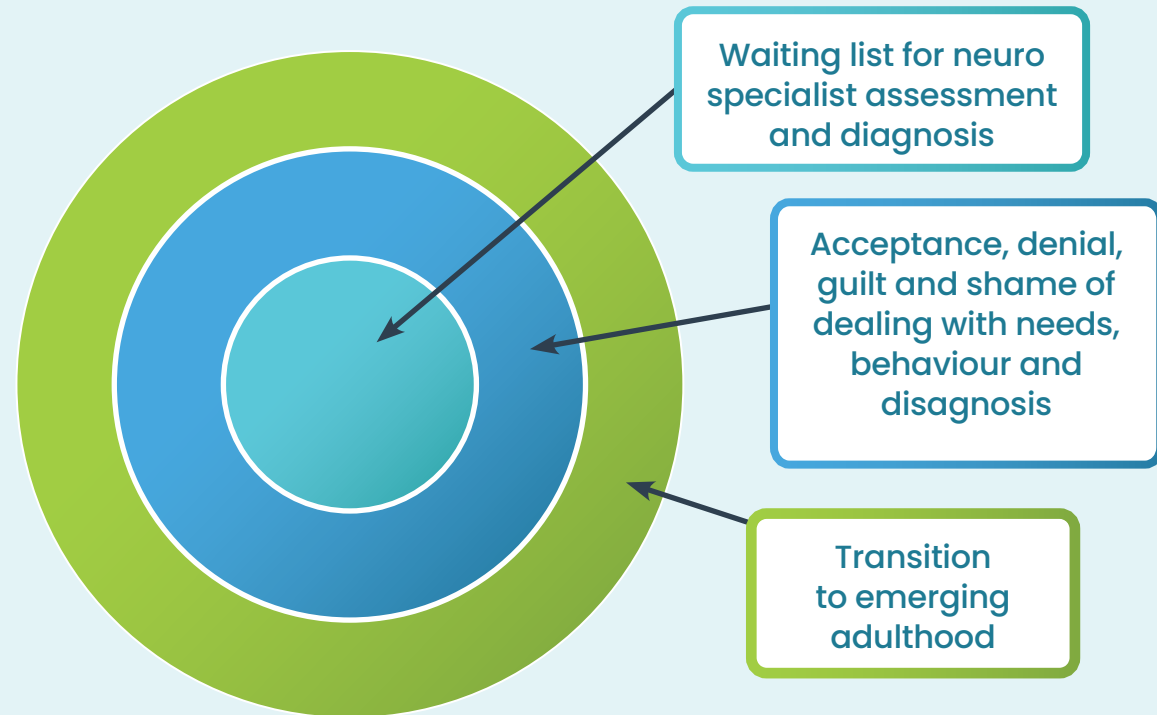 Waiting list for neuro
specialist assessment
and diagnosis
Acceptance, denial,
guilt and shame of
dealing with needs,
behaviour and
disagnosis
Transition
to emerging
adulthood